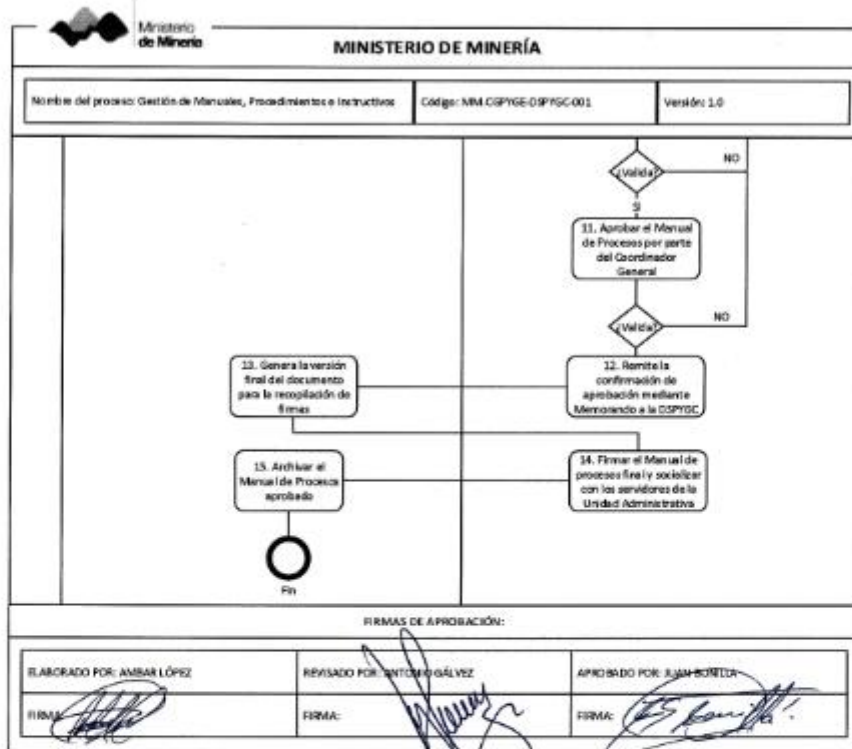 Ministerio
de Minería
MINISTERIO DE MINERÍA
Nombre del proceso: Gestión de Manuales, Procedimientos e Instructivos
Código: MM-CGPYGE-DSPYGC-001
Versión: 1.0
¿Valida?
NO
SI
11. Aprobar el Manual
de Procesos por parte
del Coordinador
General
¿Valida?
NO
13. Genera la versión
final del documento
para la recopilación de
firmas
12. Remite la
confirmación de
aprobación mediante
Memorando a la DSPYGC
15. Archivar el
Manual de Procesos
aprobado
14. Firmar el Manual de
procesos final y socializar
con los servidores de la
Unidad Administrativa
Fin
FIRMAS DE APROBACIÓN:
ELABORADO POR: AMBAR LÓPEZ
REVISADO POR: ANTONIO GÁLVEZ
APROBADO POR: JUAN BONILLA
FIRMA:
FIRMA:
FIRMA: